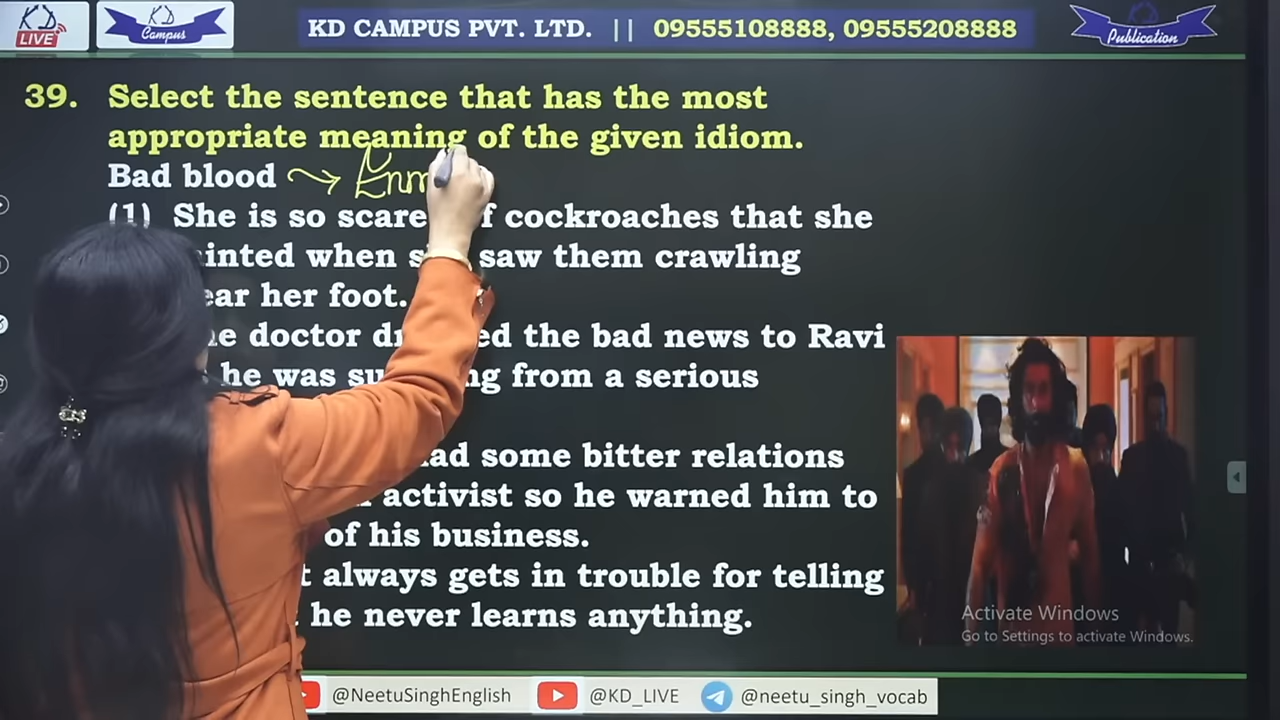 KD
LIVE
KD
Campus
KD CAMPUS PVT. LTD. || 09555108888, 09555208888
Publication
39. Select the sentence that has the most
appropriate meaning of the given idiom.
Bad blood → Enm
(1) She is so scare f cockroaches that she
inted when s saw them crawling
ear her foot.
e doctor dr ed the bad news to Ravi
he was su ng from a serious
ad some bitter relations
activist so he warned him to
of his business.
t always gets in trouble for telling
he never learns anything.
Activate Windows
Go to Settings to activate Windows.
@NeetuSinghEnglish @KD_LIVE @neetu_singh_vocab